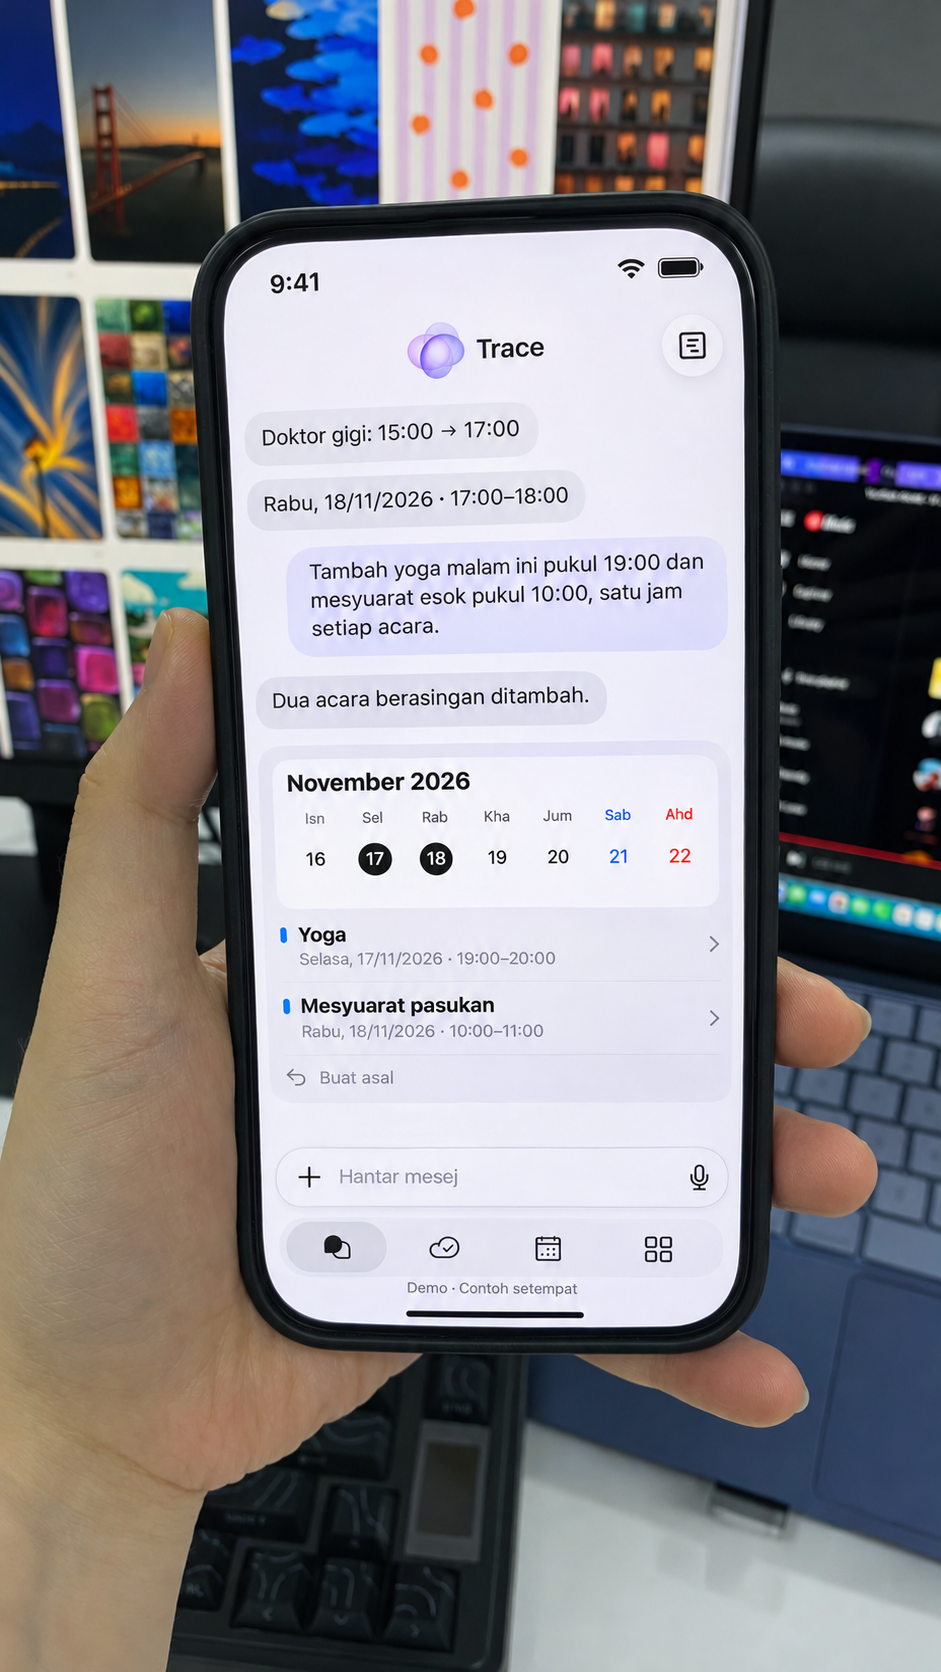 9:41
Trace
Doktor gigi: 15:00 → 17:00
Rabu, 18/11/2026 · 17:00–18:00
Tambah yoga malam ini pukul 19:00 dan
mesyuarat esok pukul 10:00, satu jam
setiap acara.
Dua acara berasingan ditambah.
November 2026
Isn Sel Rab Kha Jum Sab Ahd
16 17 18 19 20 21 22
Yoga
Selasa, 17/11/2026 · 19:00–20:00
Mesyuarat pasukan
Rabu, 18/11/2026 · 10:00–11:00
Buat asal
Hantar mesej
Demo · Contoh setempat